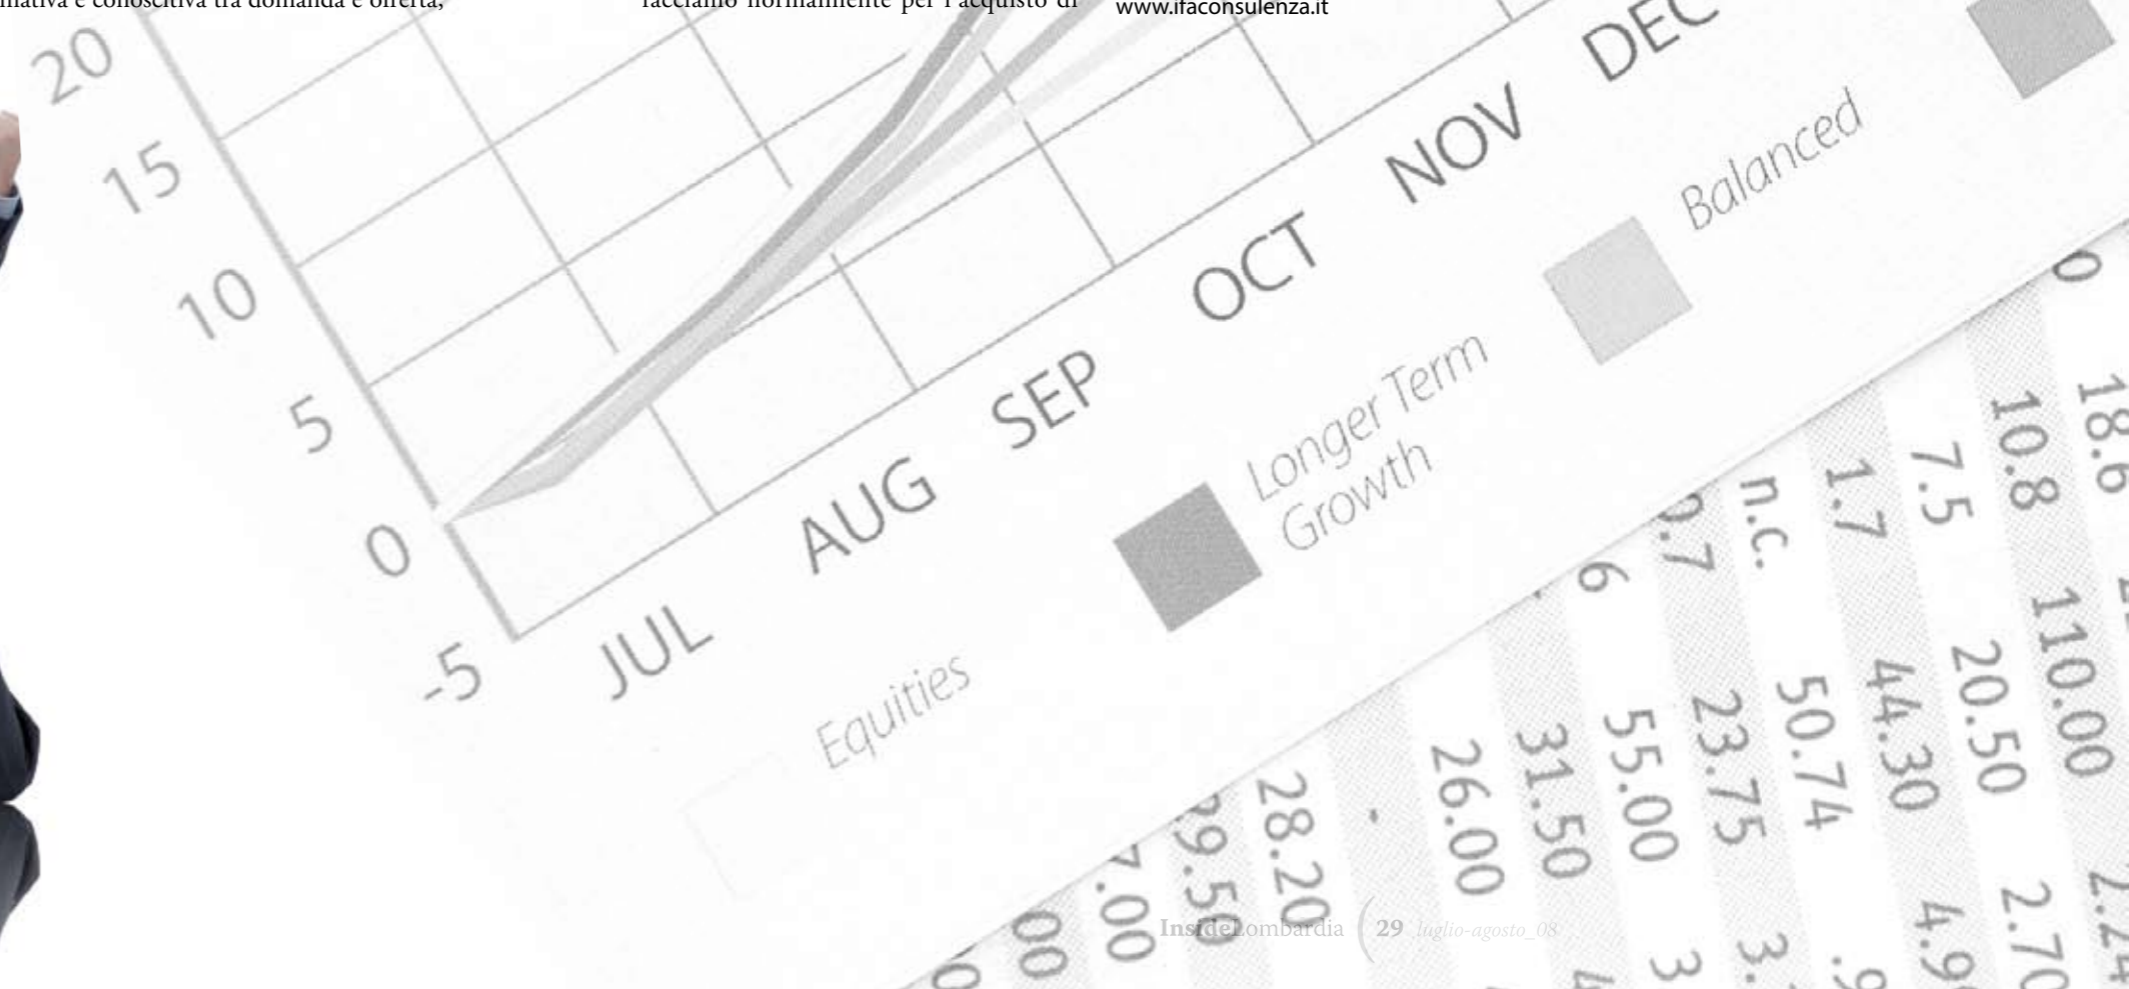 mativa e conoscitiva tra domanda e offerta,
facciamo normalmente per l'acquisto di
www.ifaconsulenza.it
20
15
10
5
0
-5
JUL
AUG
SEP
OCT
NOV
DEC
Equities
Longer Term
Growth
Balanced
18.6
10.8
110.00
7.5
20.50
2.70
1.7
44.30
n.c.
50.74
23.75
6
55.00
31.50
26.00
28.20
InsideLombardia
29 luglio-agosto_08